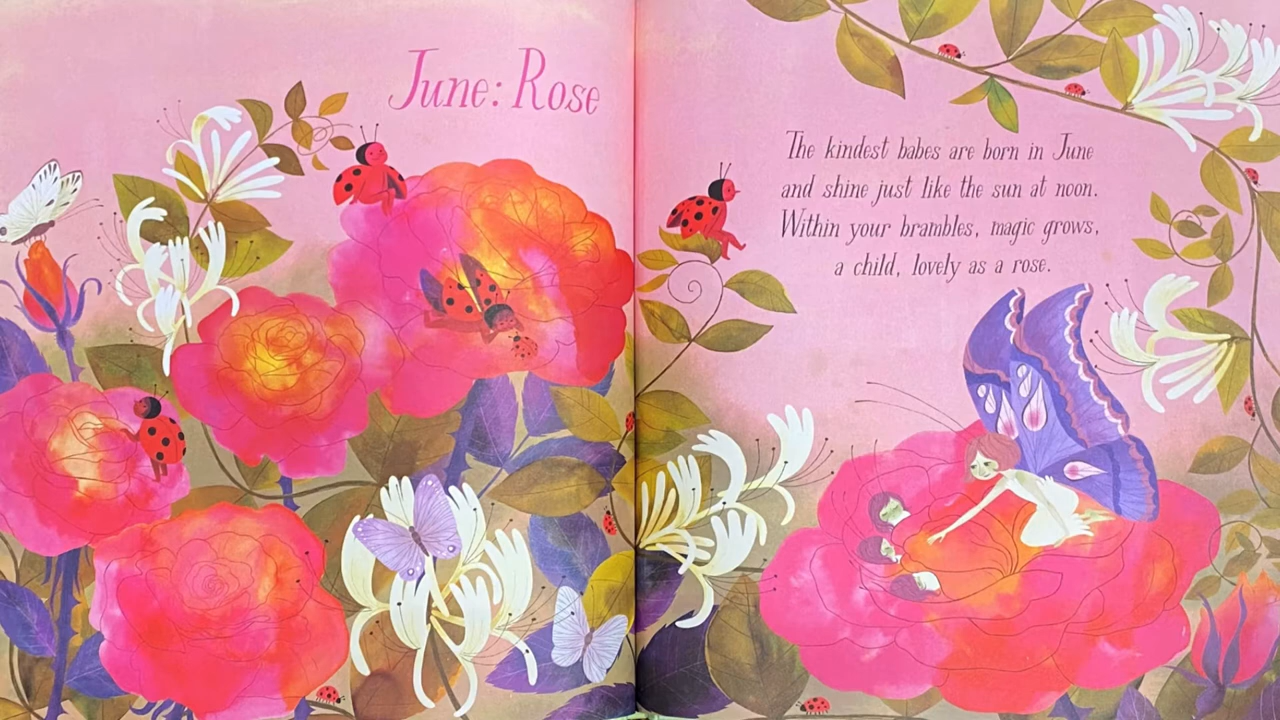 June: Rose
The kindest babes are born in June
and shine just like the sun at noon.
Within your brambles, magic grows,
a child, lovely as a rose.